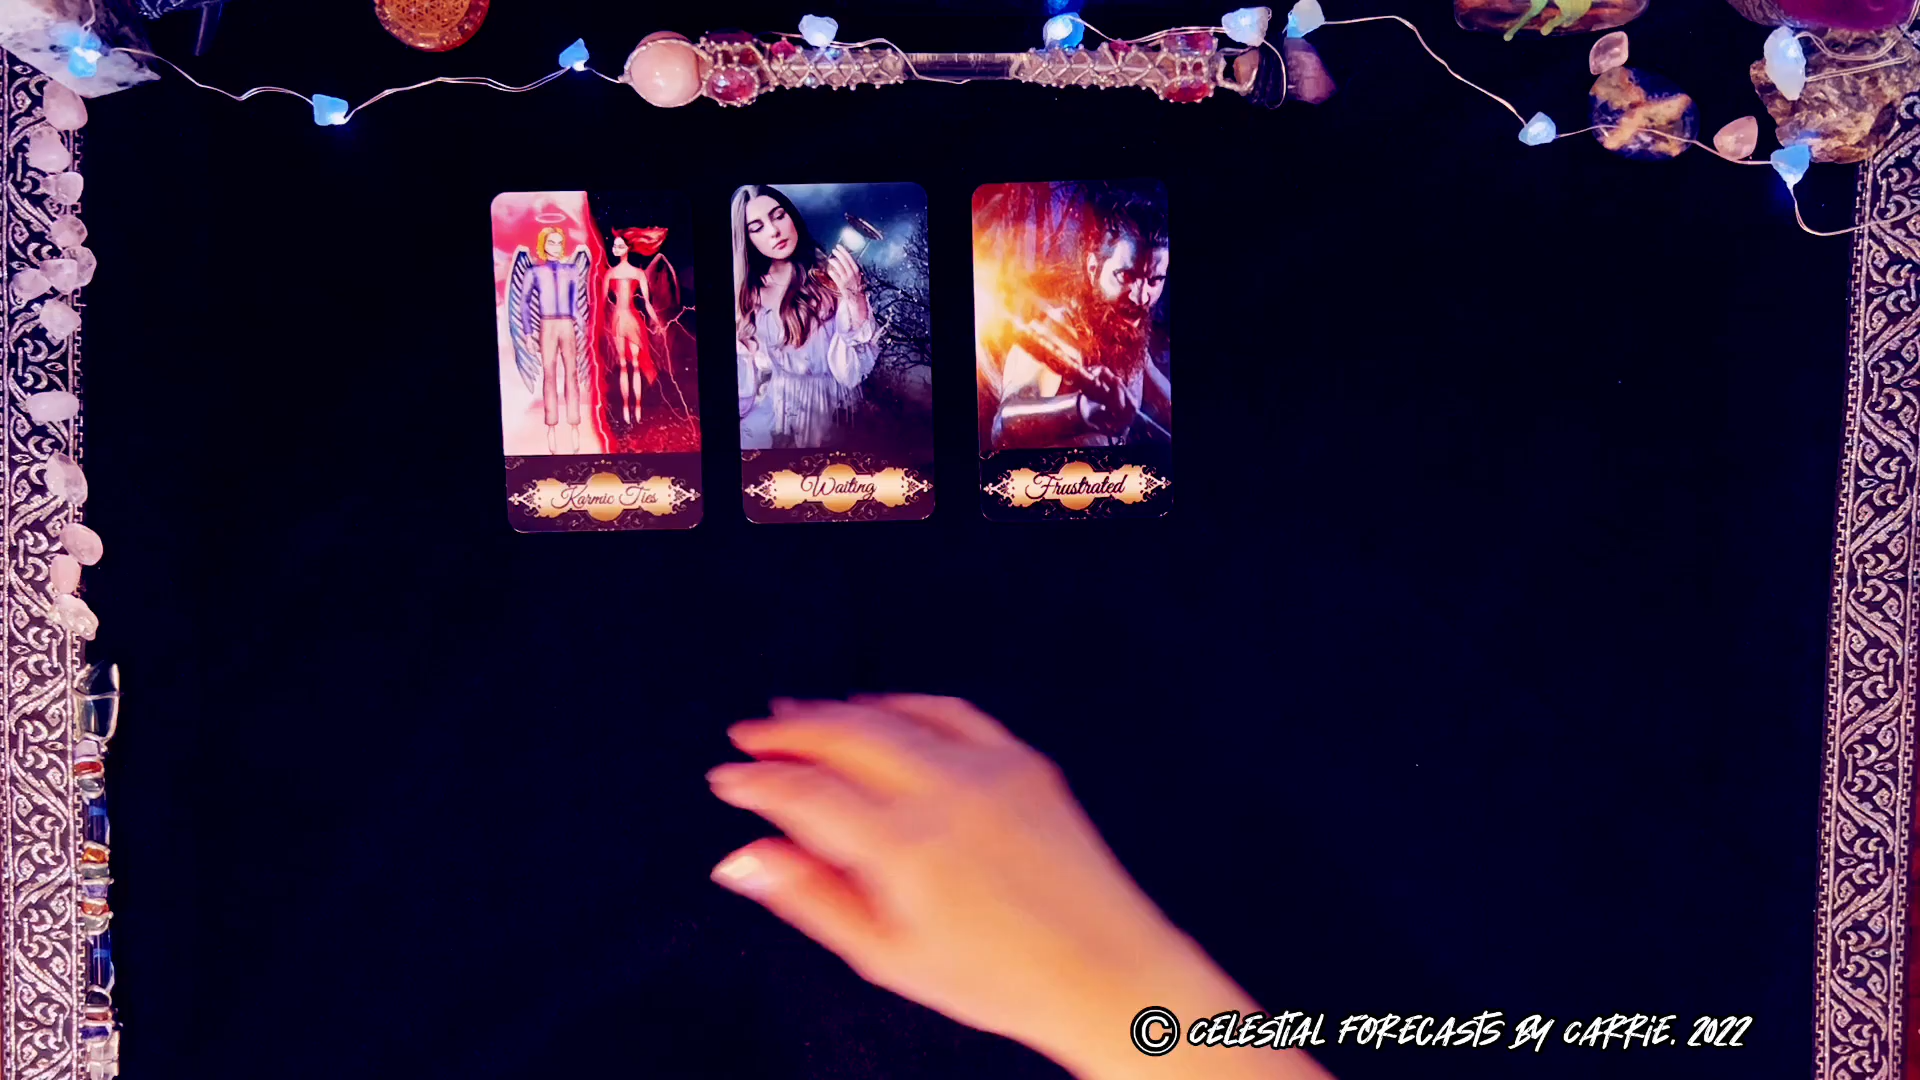 Karmic Ties
Waiting
Frustrated
© CELESTIAL FORECASTS BY CARRIE. 2022